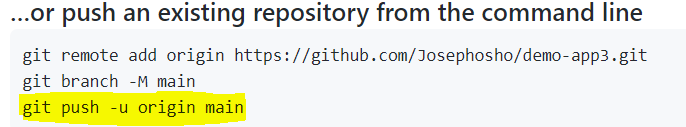 ...or push an existing repository from the command line
git remote add origin https://github.com/Josephosho/demo-app3.git
git branch -M main
git push -u origin main